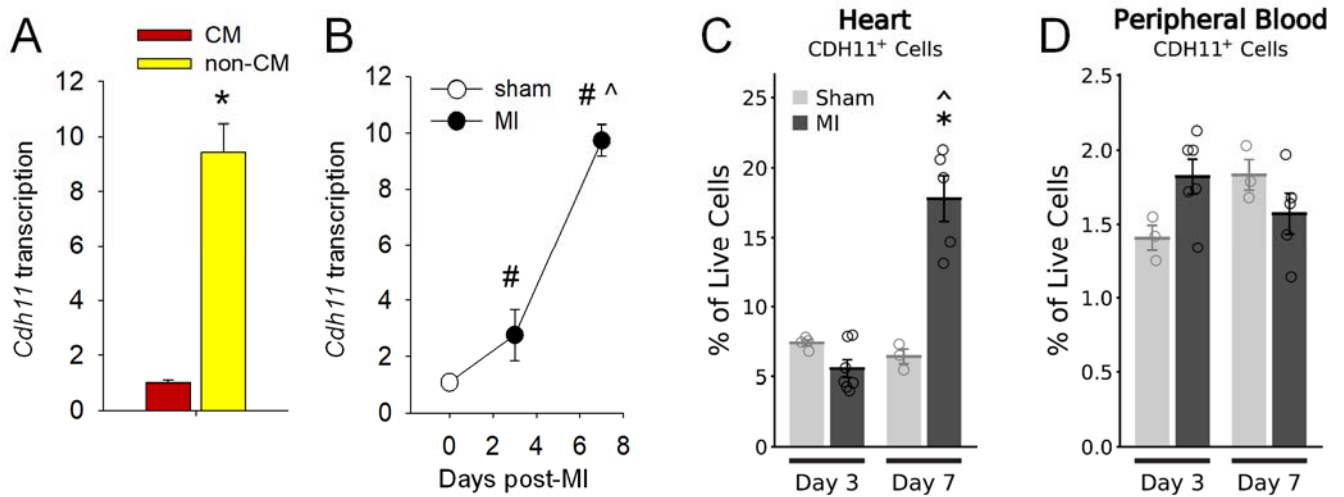 A
CM
non-CM
*
Cdh11 transcription
12
10
8
6
4
2
0
B
sham
MI
# ^
#
Cdh11 transcription
12
10
8
6
4
2
0
0 2 4 6 8
Days post-MI
C
Heart
CDH11+ Cells
Sham
MI
^
*
% of Live Cells
25
20
15
10
5
0
Day 3 Day 7
D
Peripheral Blood
CDH11+ Cells
% of Live Cells
2.5
2.0
1.5
1.0
0.5
0.0
Day 3 Day 7